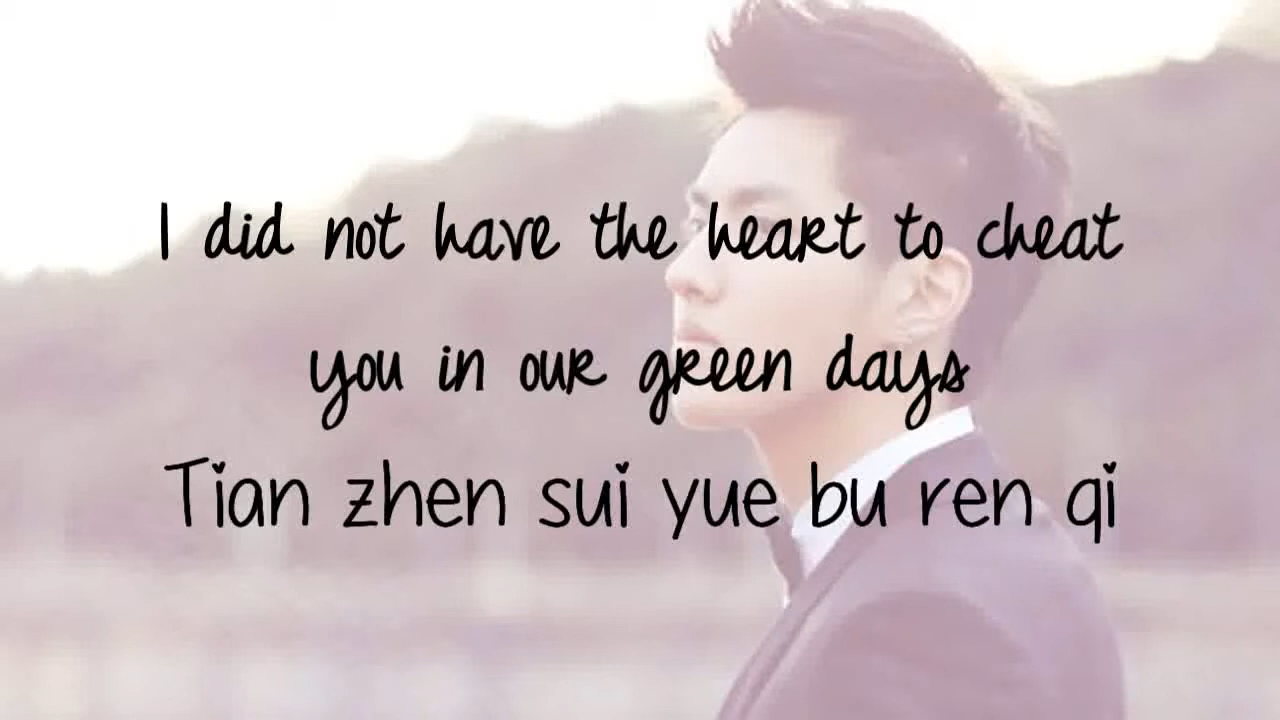 I did not have the heart to cheat
you in our green days
Tian zhen sui yue bu ren qi